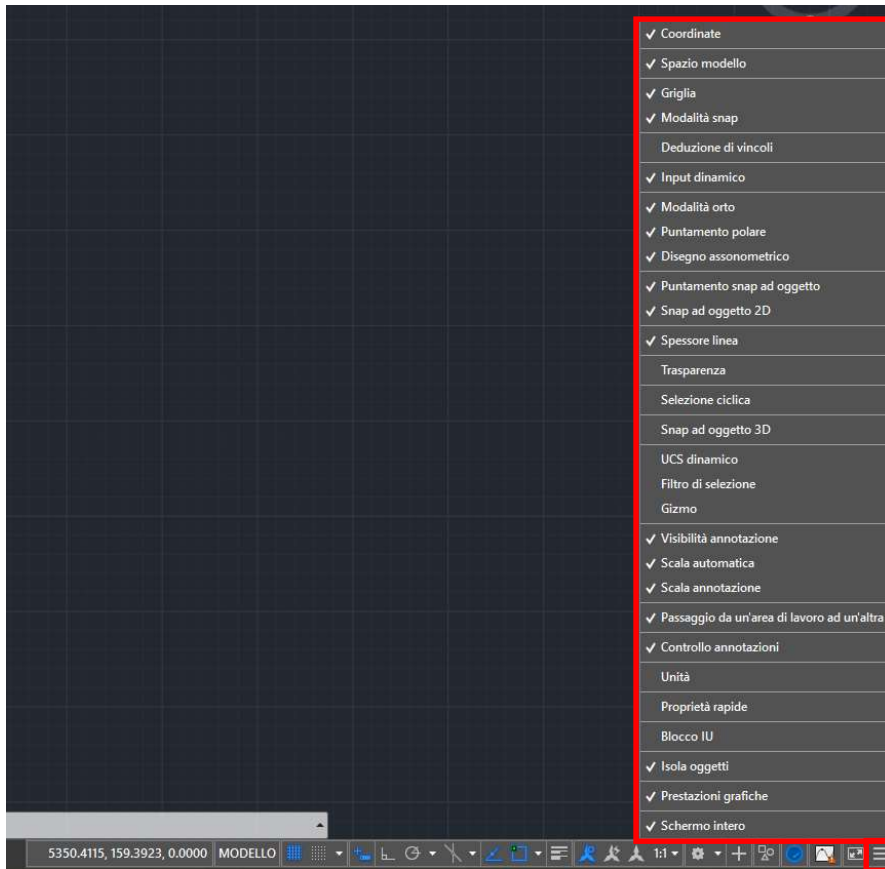 Coordinate
Spazio modello
Griglia
Modalità snap
Deduzione di vincoli
Input dinamico
Modalità orto
Puntamento polare
Disegno assonometrico
Puntamento snap ad oggetto
Snap ad oggetto 2D
Spessore linea
Trasparenza
Selezione ciclica
Snap ad oggetto 3D
UCS dinamico
Filtro di selezione
Gizmo
Visibilità annotazione
Scala automatica
Scala annotazione
Passaggio da un'area di lavoro ad un'altra
Controllo annotazioni
Unità
Proprietà rapide
Blocco IU
Isola oggetti
Prestazioni grafiche
Schermo intero
5350.4115, 159.3923, 0.0000 MODELLO 1:1